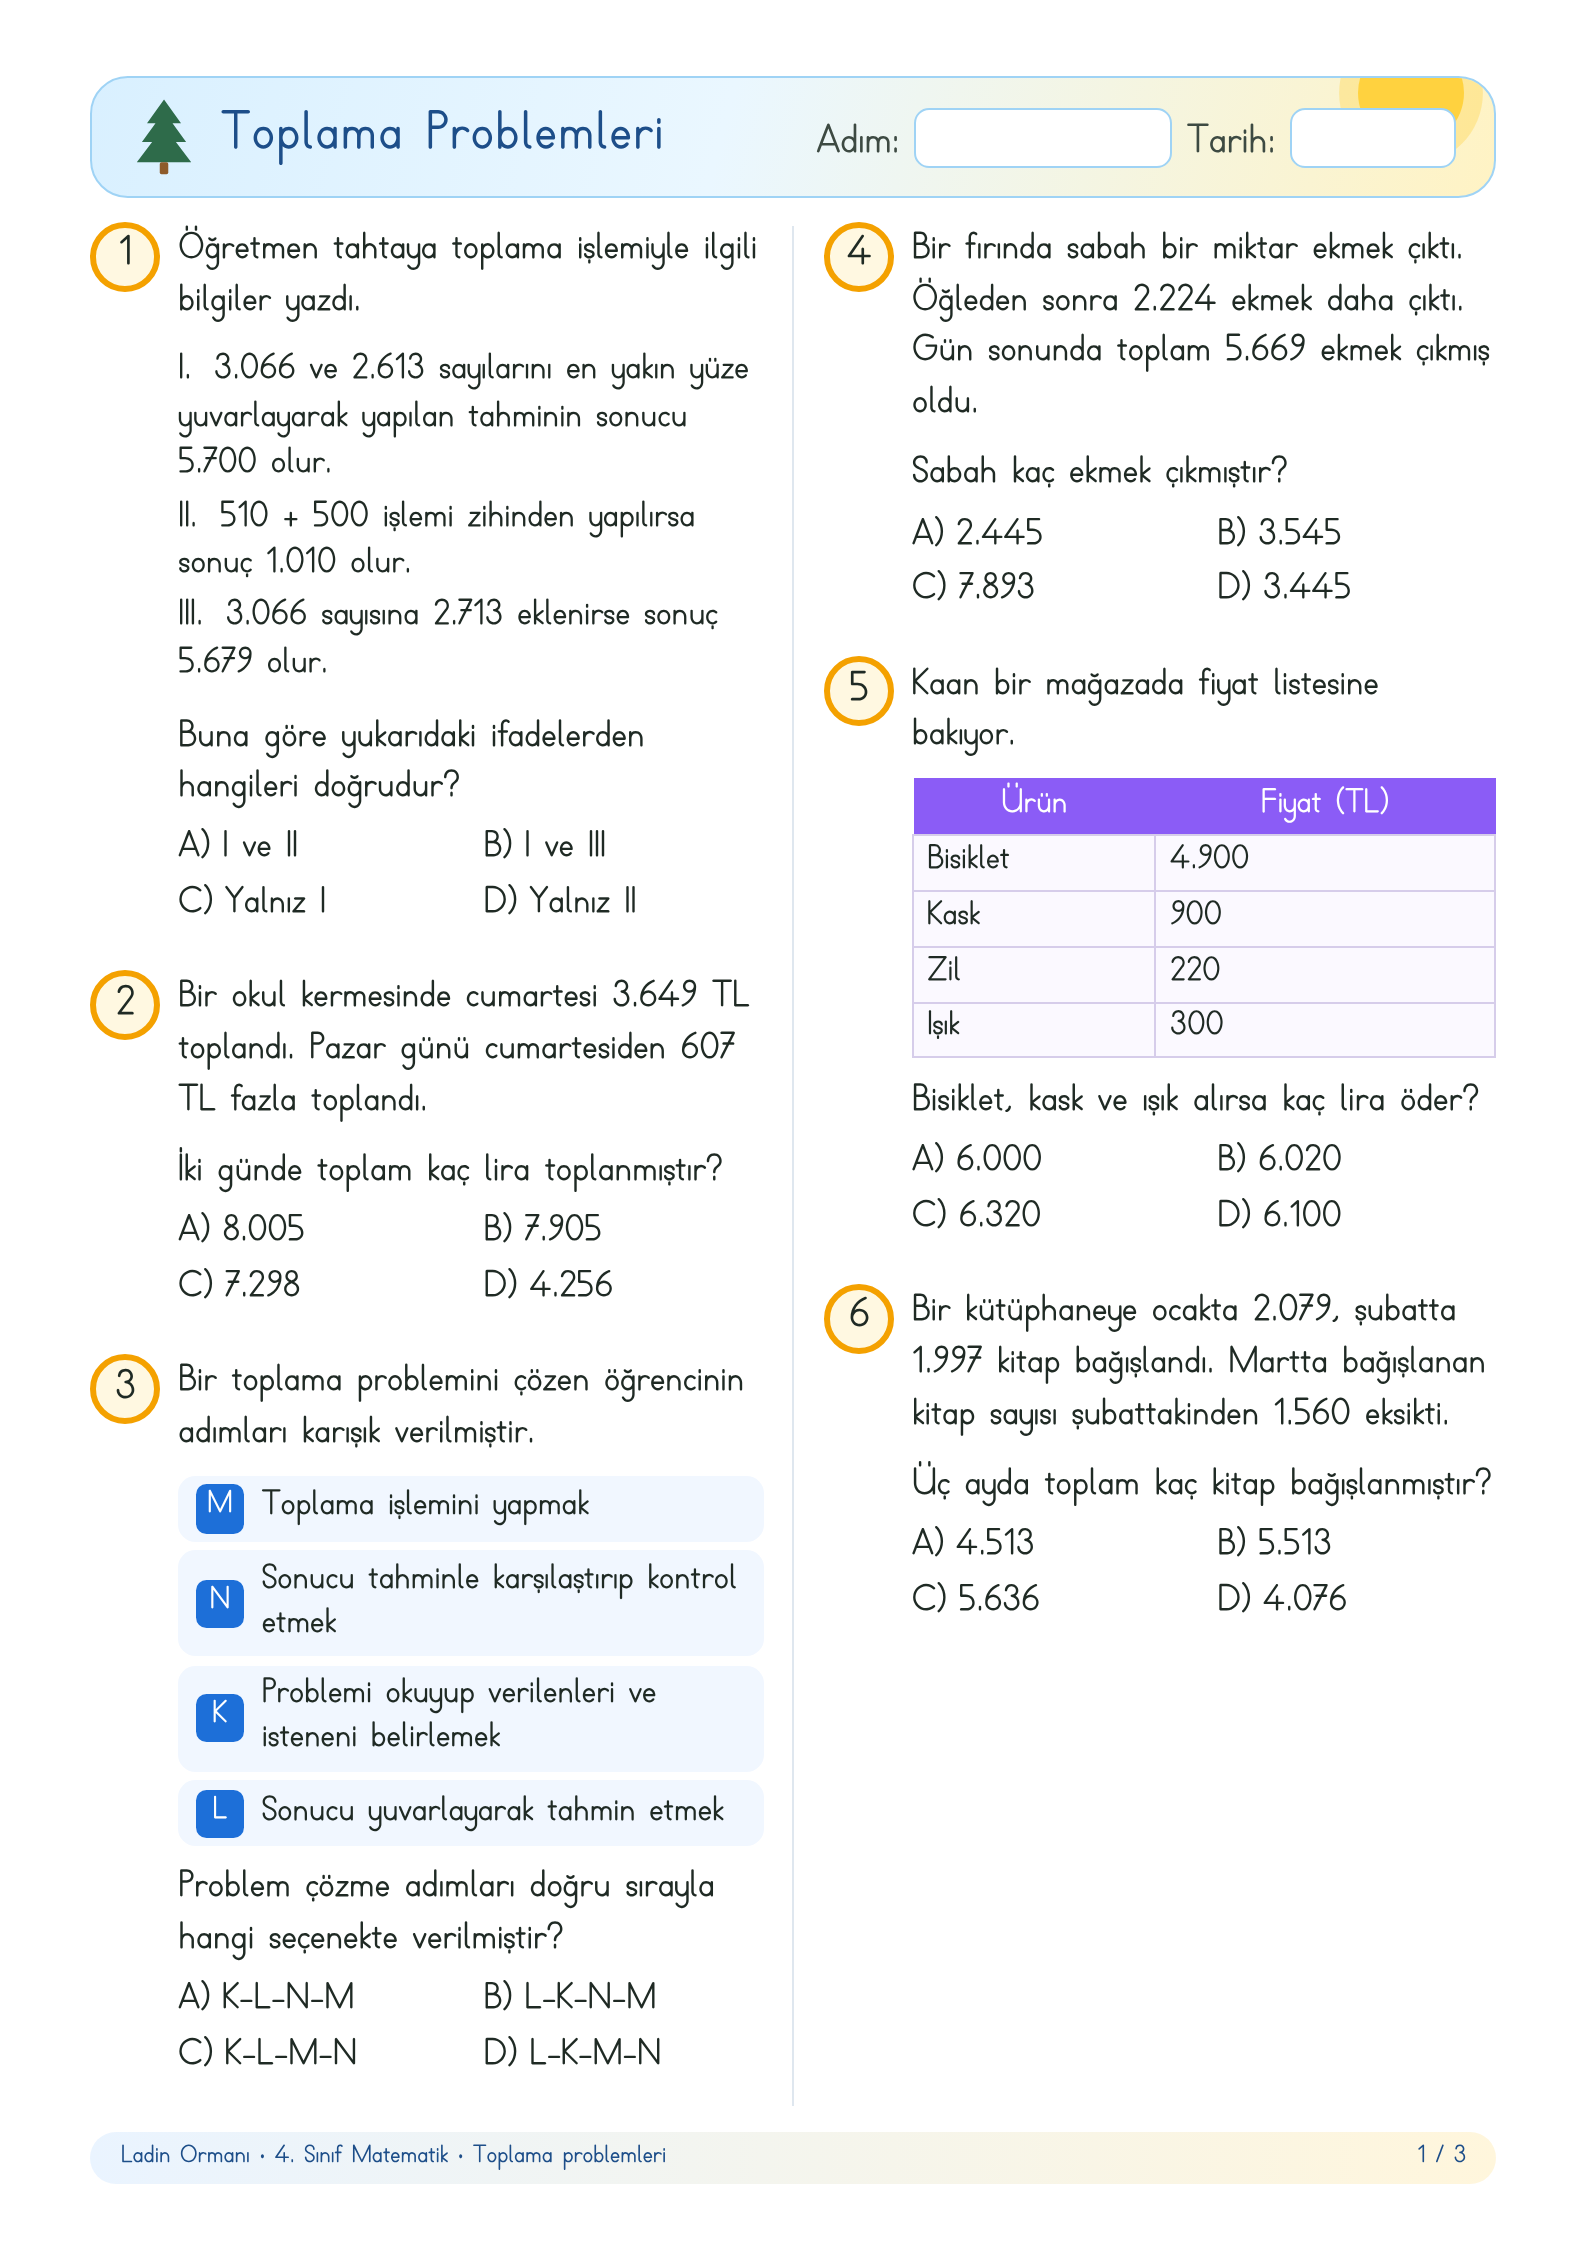 Toplama Problemleri
Adım:
Tarih:
1
Öğretmen tahtaya toplama işlemiyle ilgili
bilgiler yazdı.
I. 3.066 ve 2.613 sayılarını en yakın yüze
yuvarlayarak yapılan tahminin sonucu
5.700 olur.
II. 510 + 500 işlemi zihinden yapılırsa
sonuç 1.010 olur.
III. 3.066 sayısına 2.713 eklenirse sonuç
5.679 olur.
Buna göre yukarıdaki ifadelerden
hangileri doğrudur?
A) I ve II
B) I ve III
C) Yalnız I
D) Yalnız II
2
Bir okul kermesinde cumartesi 3.649 TL
toplandı. Pazar günü cumartesiden 607
TL fazla toplandı.
İki günde toplam kaç lira toplanmıştır?
A) 8.005
B) 7.905
C) 7.298
D) 4.256
3
Bir toplama problemini çözen öğrencinin
adımları karışık verilmiştir.
M Toplama işlemini yapmak
N Sonucu tahminle karşılaştırıp kontrol
etmek
K Problemi okuyup verilenleri ve
isteneni belirlemek
L Sonucu yuvarlayarak tahmin etmek
Problem çözme adımları doğru sırayla
hangi seçenekte verilmiştir?
A) K-L-N-M
B) L-K-N-M
C) K-L-M-N
D) L-K-M-N
4
Bir fırında sabah bir miktar ekmek çıktı.
Öğleden sonra 2.224 ekmek daha çıktı.
Gün sonunda toplam 5.669 ekmek çıkmış
oldu.
Sabah kaç ekmek çıkmıştır?
A) 2.445
B) 3.545
C) 7.893
D) 3.445
5
Kaan bir mağazada fiyat listesine
bakıyor.
Ürün Fiyat (TL)
Bisiklet 4.900
Kask 900
Zil 220
Işık 300
Bisiklet, kask ve ışık alırsa kaç lira öder?
A) 6.000
B) 6.020
C) 6.320
D) 6.100
6
Bir kütüphaneye ocakta 2.079, şubatta
1.997 kitap bağışlandı. Martta bağışlanan
kitap sayısı şubattakinden 1.560 eksikti.
Üç ayda toplam kaç kitap bağışlanmıştır?
A) 4.513
B) 5.513
C) 5.636
D) 4.076
Ladin Ormanı • 4. Sınıf Matematik • Toplama problemleri
1 / 3